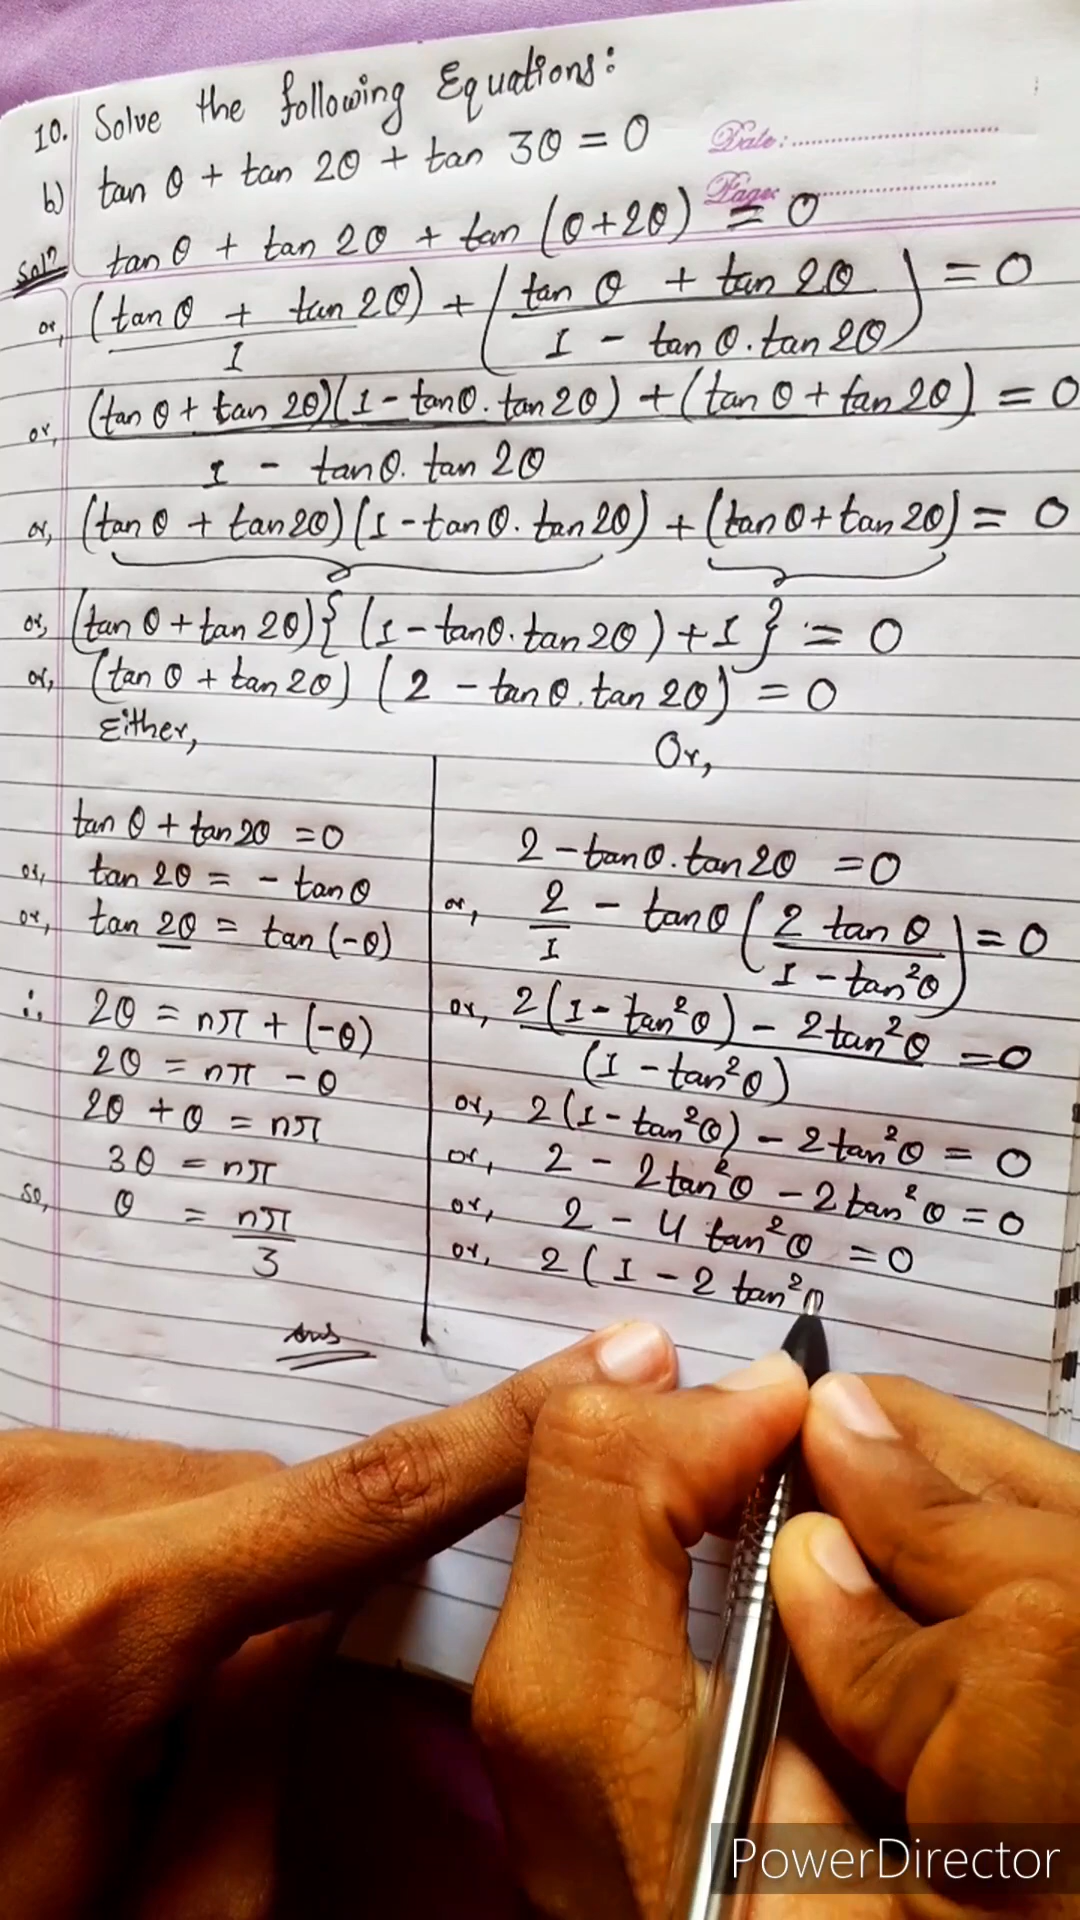 10. Solve the following Equations:
b) tan θ + tan 2θ + tan 3θ = 0
Date:
Page:
Solⁿ tan θ + tan 2θ + tan (θ+2θ) = 0
or, (tan θ + tan 2θ)/1 + (tan θ + tan 2θ / 1 - tan θ. tan 2θ) = 0
or, (tan θ + tan 2θ)(1 - tan θ. tan 2θ) + (tan θ + tan 2θ) / 1 - tan θ. tan 2θ = 0
or, (tan θ + tan 2θ)(1 - tan θ. tan 2θ) + (tan θ + tan 2θ) = 0
or, (tan θ + tan 2θ){(1 - tan θ. tan 2θ) + 1} = 0
or, (tan θ + tan 2θ) (2 - tan θ. tan 2θ) = 0
Either,
tan θ + tan 2θ = 0
or, tan 2θ = - tan θ
or, tan 2θ = tan (-θ)
∴ 2θ = nπ + (-θ)
2θ = nπ - θ
2θ + θ = nπ
3θ = nπ
so, θ = nπ/3
Ans
Or,
2 - tan θ. tan 2θ = 0
or, 2/1 - tan θ (2 tan θ / 1 - tan²θ) = 0
or, 2(1 - tan²θ) - 2tan²θ / (1 - tan²θ) = 0
or, 2(1 - tan²θ) - 2tan²θ = 0
or, 2 - 2tan²θ - 2tan²θ = 0
or, 2 - 4 tan²θ = 0
or, 2 ( 1 - 2 tan²θ
PowerDirector